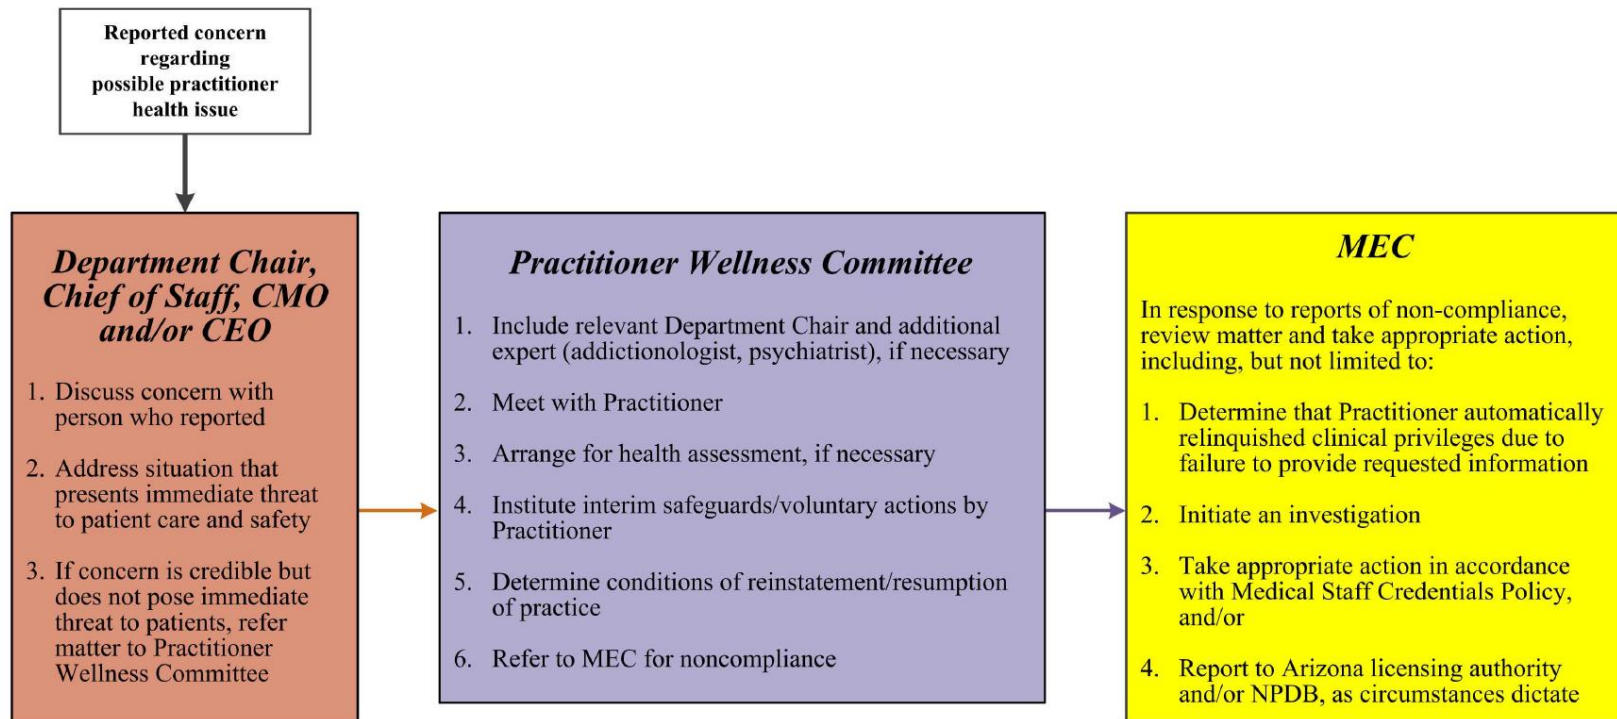 Reported concern
regarding
possible practitioner
health issue
Department Chair,
Chief of Staff, CMO
and/or CEO
1. Discuss concern with
person who reported
2. Address situation that
presents immediate threat
to patient care and safety
3. If concern is credible but
does not pose immediate
threat to patients, refer
matter to Practitioner
Wellness Committee
Practitioner Wellness Committee
1. Include relevant Department Chair and additional
expert (addictionologist, psychiatrist), if necessary
2. Meet with Practitioner
3. Arrange for health assessment, if necessary
4. Institute interim safeguards/voluntary actions by
Practitioner
5. Determine conditions of reinstatement/resumption
of practice
6. Refer to MEC for noncompliance
MEC
In response to reports of non-compliance,
review matter and take appropriate action,
including, but not limited to:
1. Determine that Practitioner automatically
relinquished clinical privileges due to
failure to provide requested information
2. Initiate an investigation
3. Take appropriate action in accordance
with Medical Staff Credentials Policy,
and/or
4. Report to Arizona licensing authority
and/or NPDB, as circumstances dictate